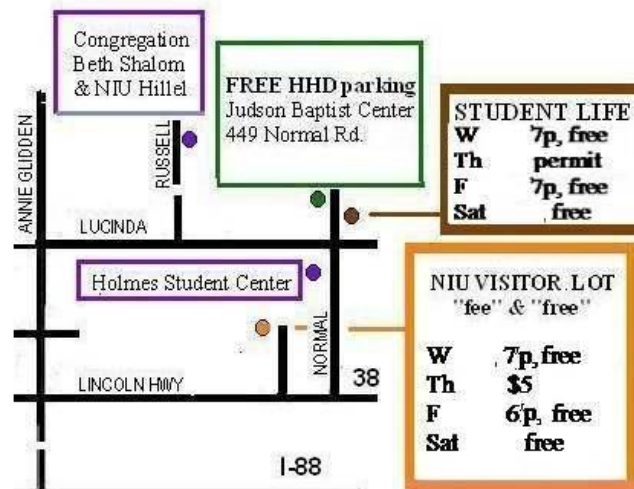 Congregation
Beth Shalom
& NIU Hillel
FREE HHD parking
Judson Baptist Center
449 Normal Rd.
STUDENT LIFE
W 7p, free
Th permit
F 7p, free
Sat free
ANNIE GLIDDEN
RUSSELL
LUCINDA
Holmes Student Center
NIU VISITOR LOT
"fee" & "free"
W 7p, free
Th $5
F 6p, free
Sat free
NORMAL
LINCOLN HWY
38
I-88